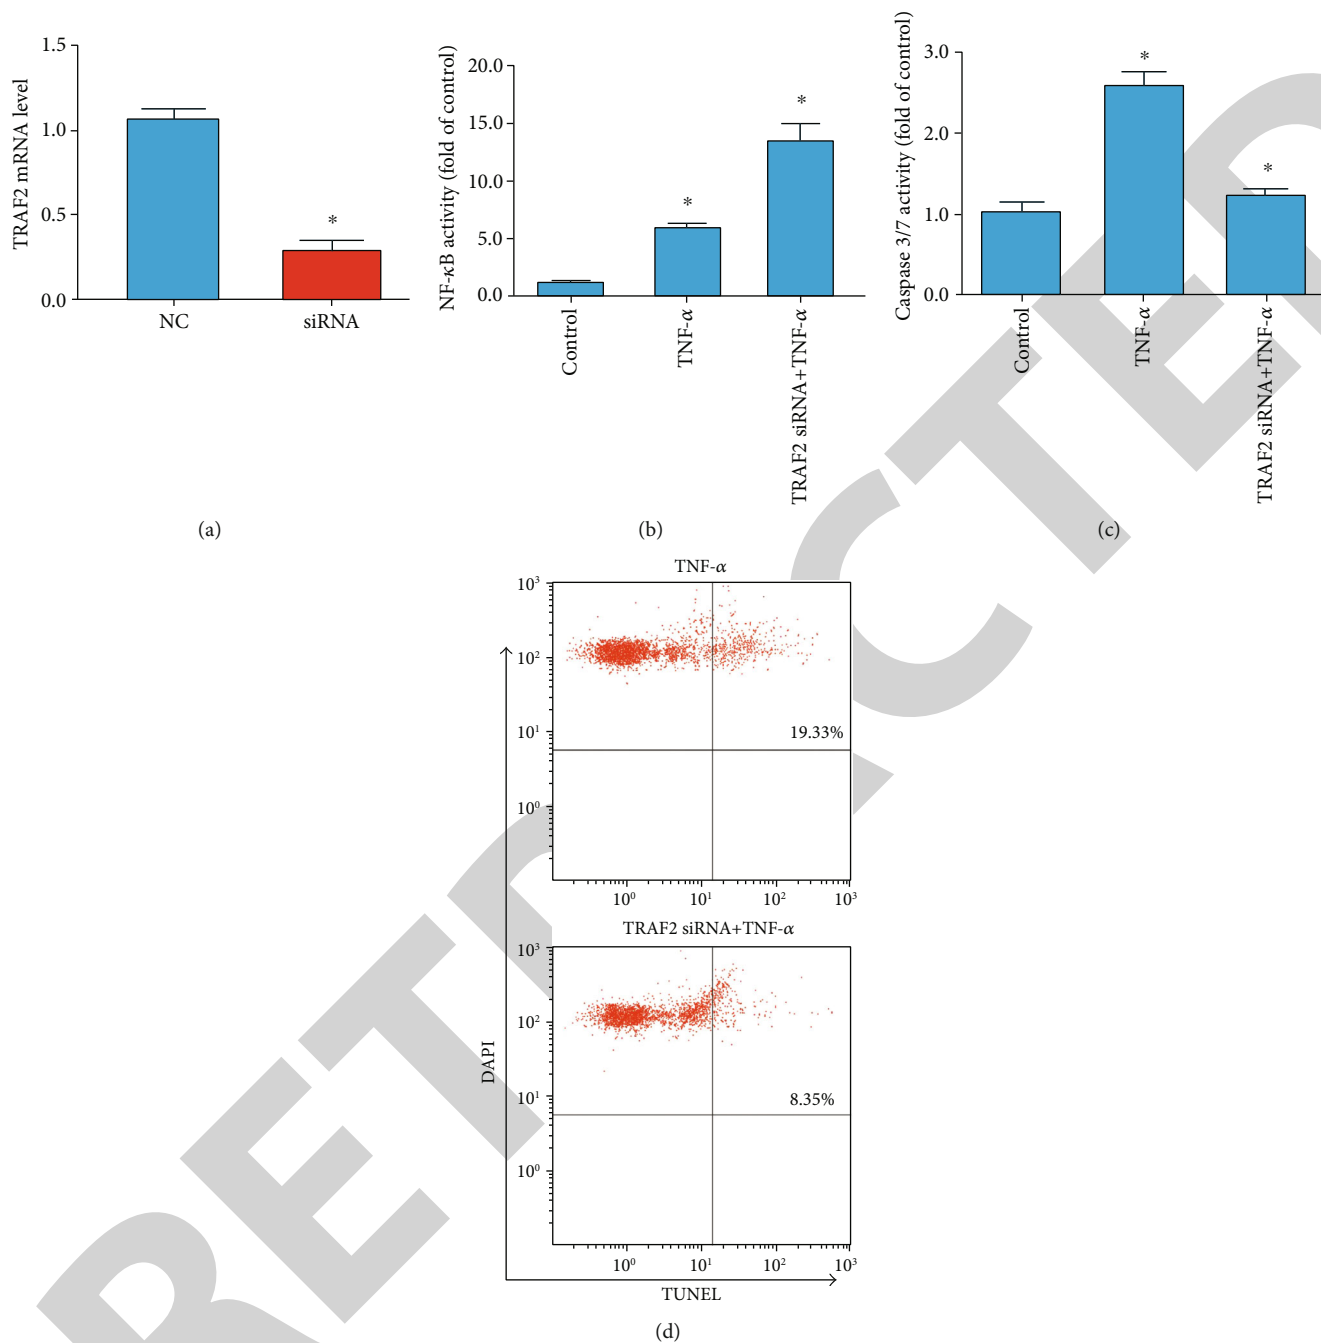 TRAF2 mRNA level
1.5
1.0
0.5
0.0
*
NC
siRNA
(a)
NF-κB activity (fold of control)
20.0
15.0
10.0
5.0
0.0
*
*
Control
TNF-α
TRAF2 siRNA+TNF-α
(b)
Caspase 3/7 activity (fold of control)
3.0
2.0
1.0
0.0
*
*
Control
TNF-α
TRAF2 siRNA+TNF-α
(c)
TNF-α
10³
10²
10¹
10⁰
19.33%
10⁰ 10¹ 10² 10³
TRAF2 siRNA+TNF-α
10³
10²
10¹
10⁰
8.35%
10⁰ 10¹ 10² 10³
DAPI
TUNEL
(d)
RETRACTED